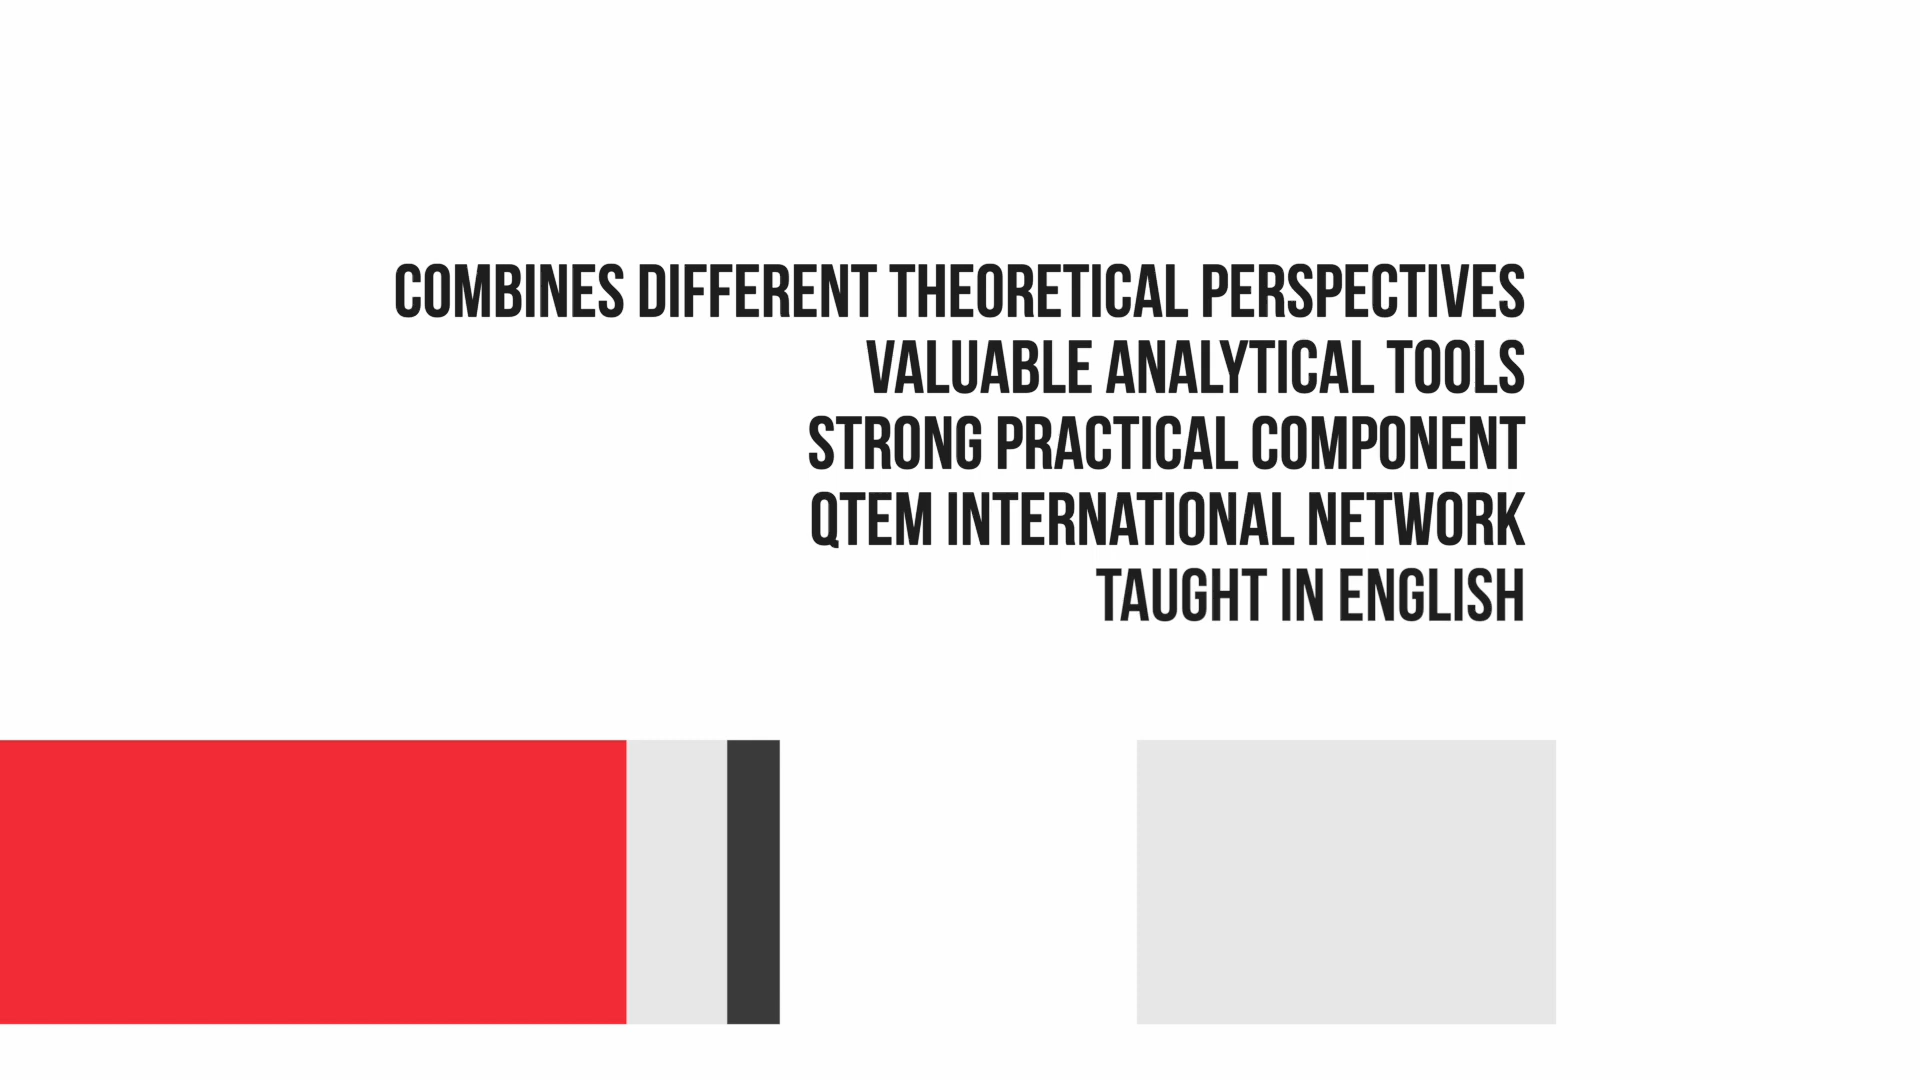 COMBINES DIFFERENT THEORETICAL PERSPECTIVES
VALUABLE ANALYTICAL TOOLS
STRONG PRACTICAL COMPONENT
QTEM INTERNATIONAL NETWORK
TAUGHT IN ENGLISH